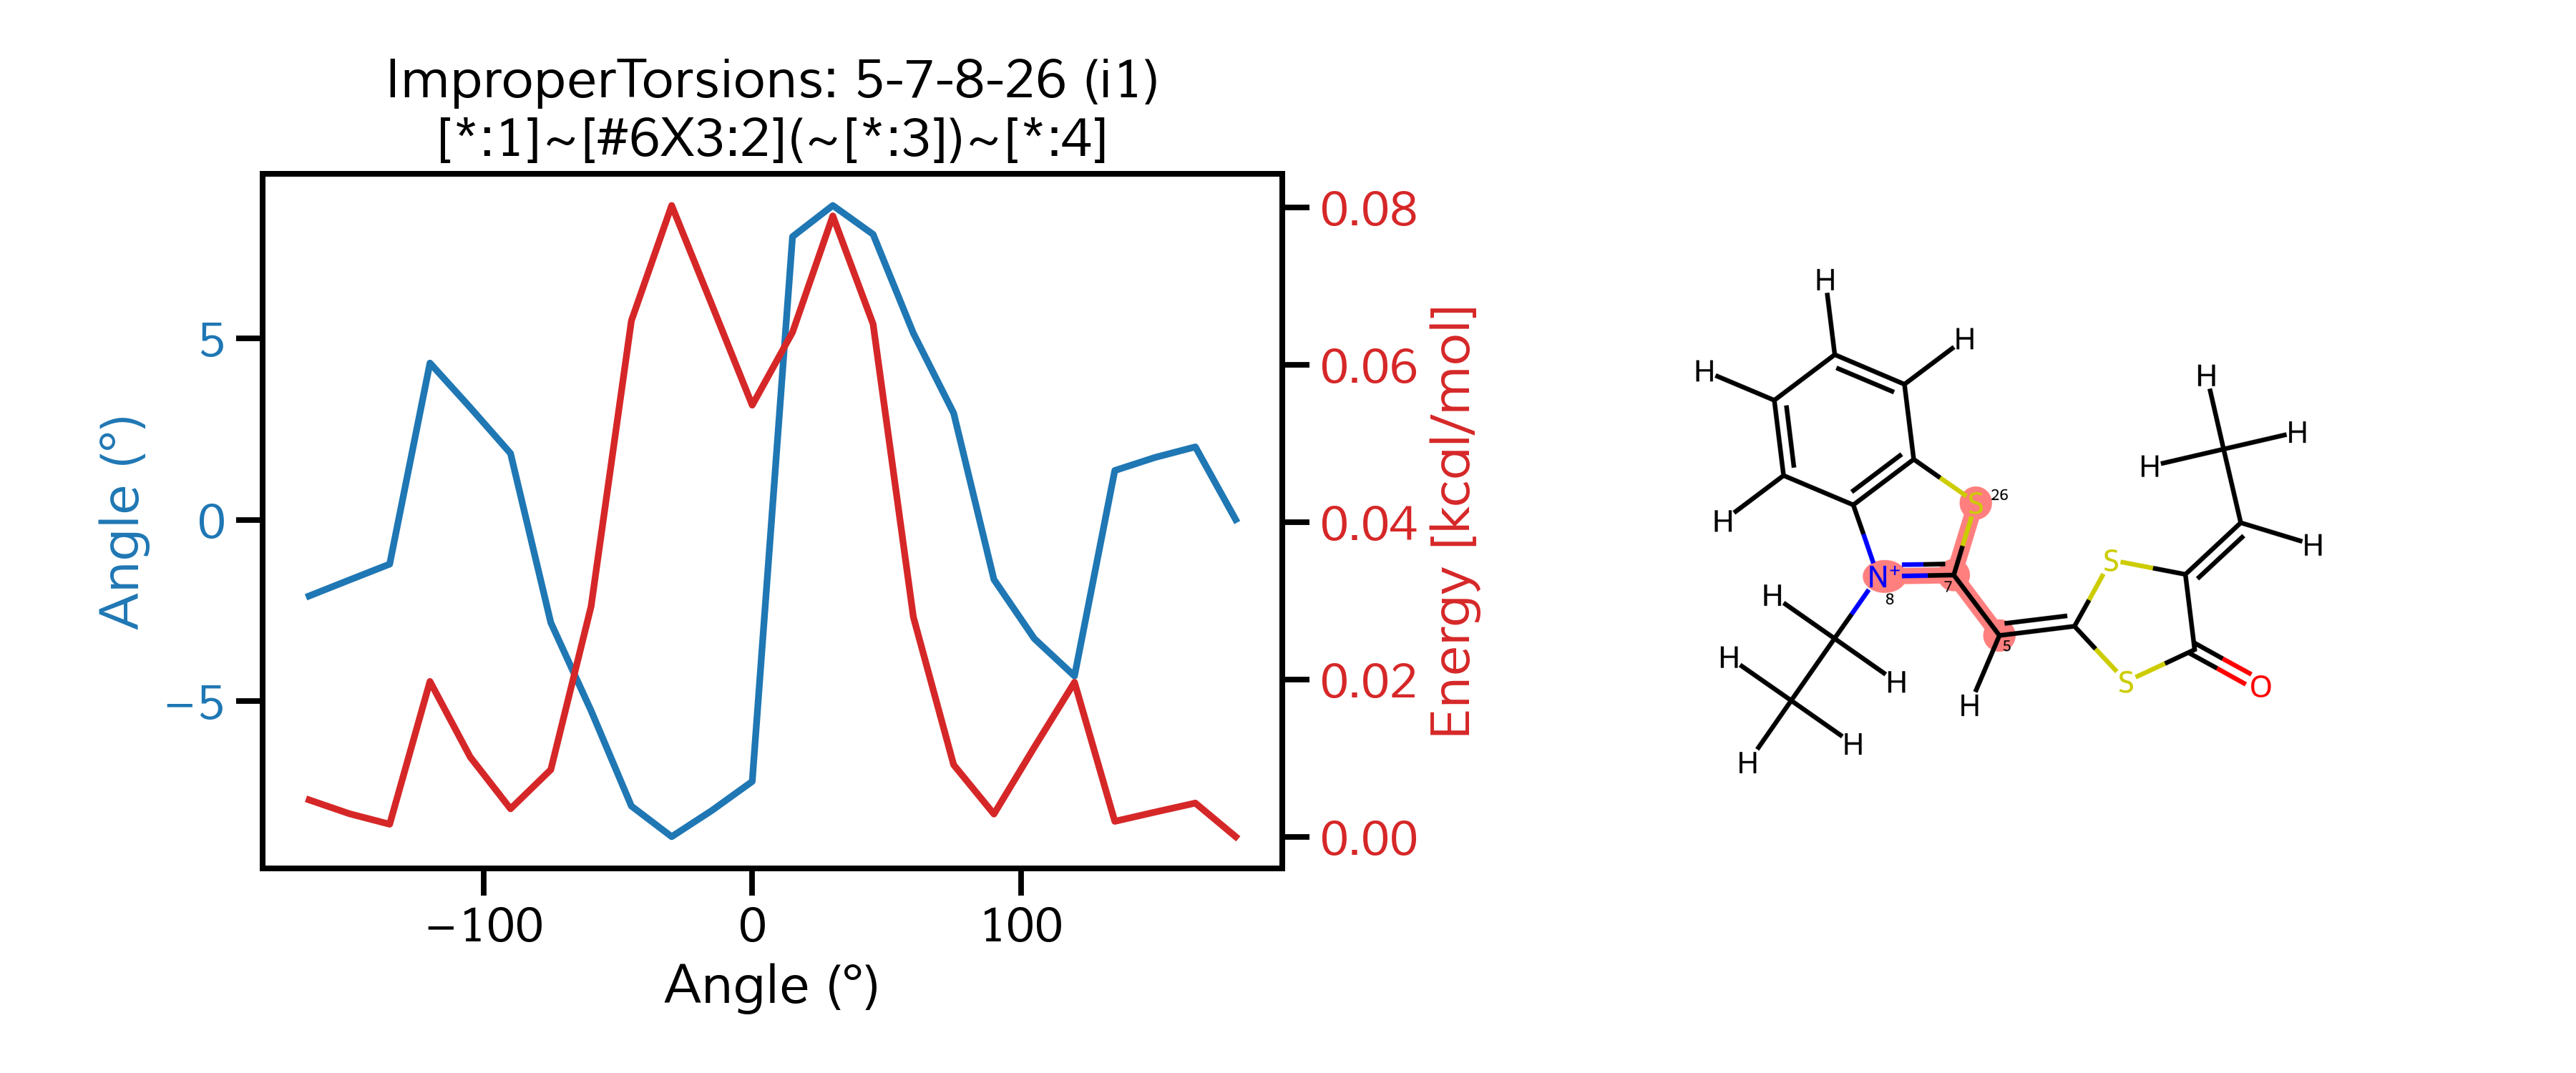 ImproperTorsions: 5-7-8-26 (i1)
[*:1]~[#6X3:2](~[*:3])~[*:4]
5
0
−5
Angle (°)
0.08
0.06
0.04
0.02
0.00
Energy [kcal/mol]
−100
0
100
Angle (°)
H
H
H
H
H
H
H
H
H
S
26
S
N+
8
7
5
S
O
H
H
H
H
H
H